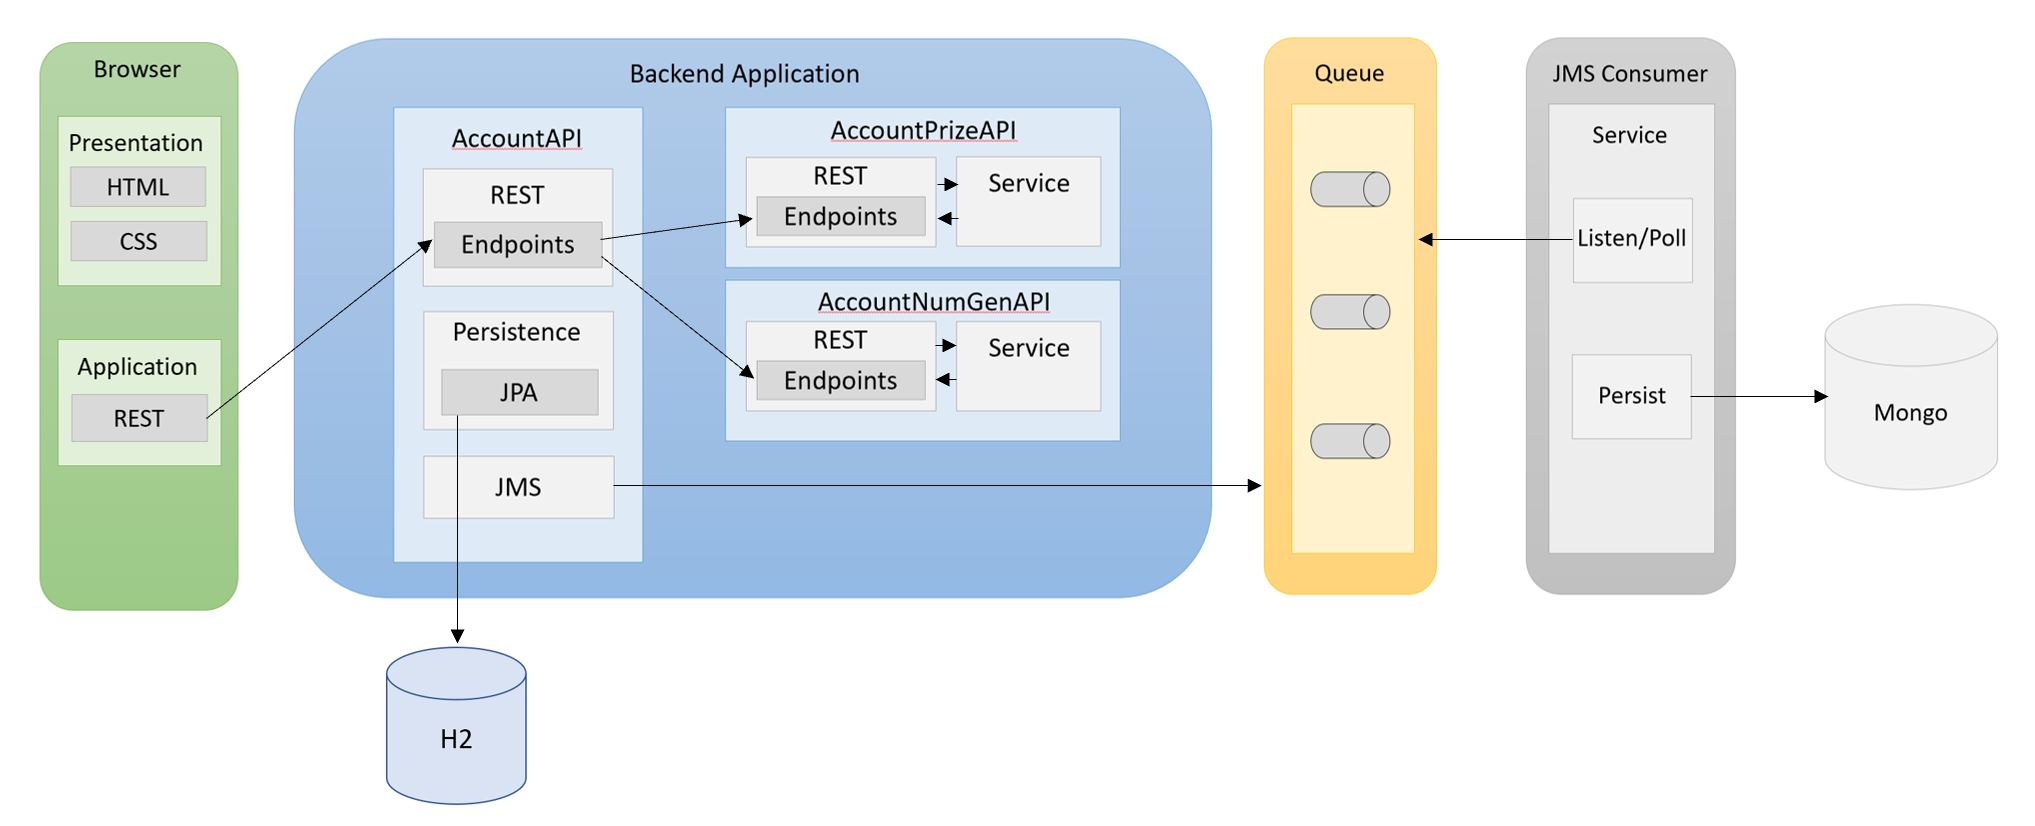 Browser
Presentation
HTML
CSS
Application
REST
Backend Application
AccountAPI
REST
Endpoints
Persistence
JPA
JMS
AccountPrizeAPI
REST
Endpoints
Service
AccountNumGenAPI
REST
Endpoints
Service
Queue
JMS Consumer
Service
Listen/Poll
Persist
Mongo
H2